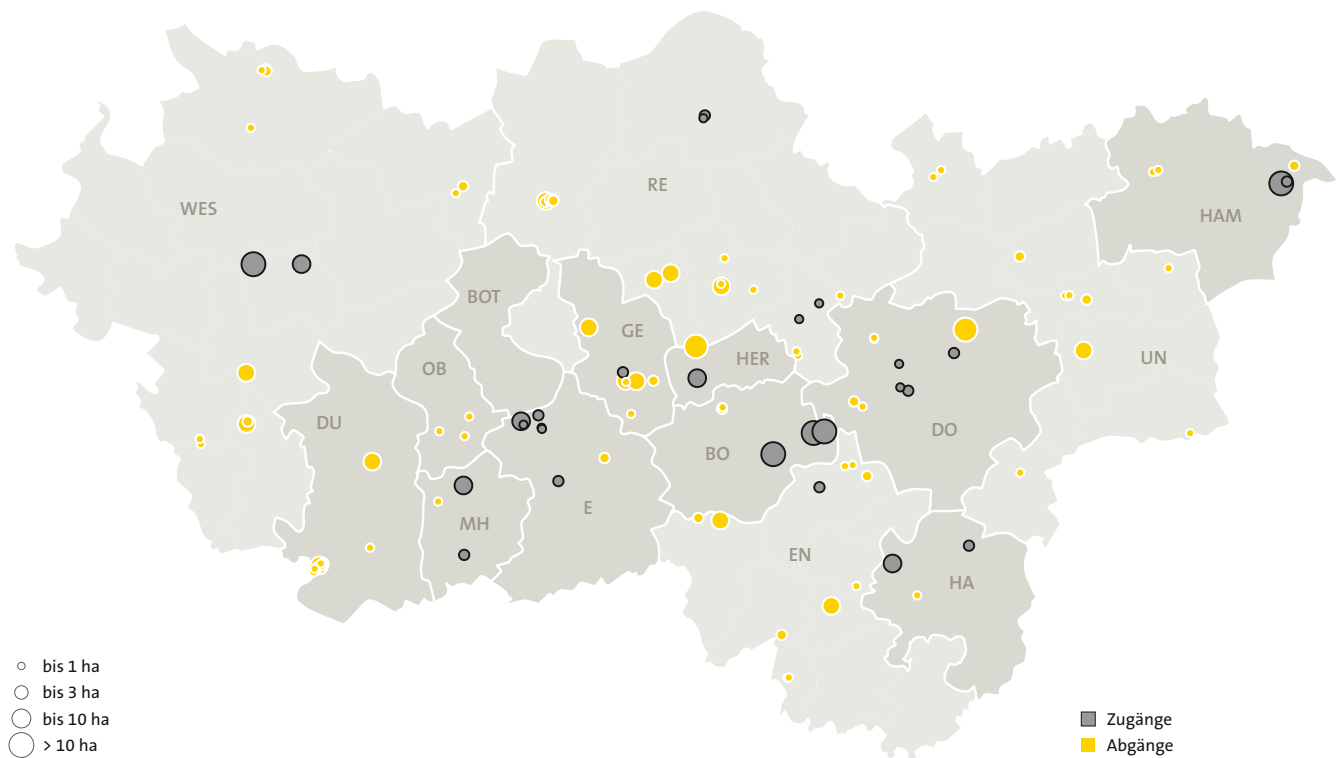 RE
WES
HAM
BOT
GE
HER
UN
OB
DU
DO
BO
E
MH
EN
HA
bis 1 ha
bis 3 ha
bis 10 ha
> 10 ha
Zugänge
Abgänge